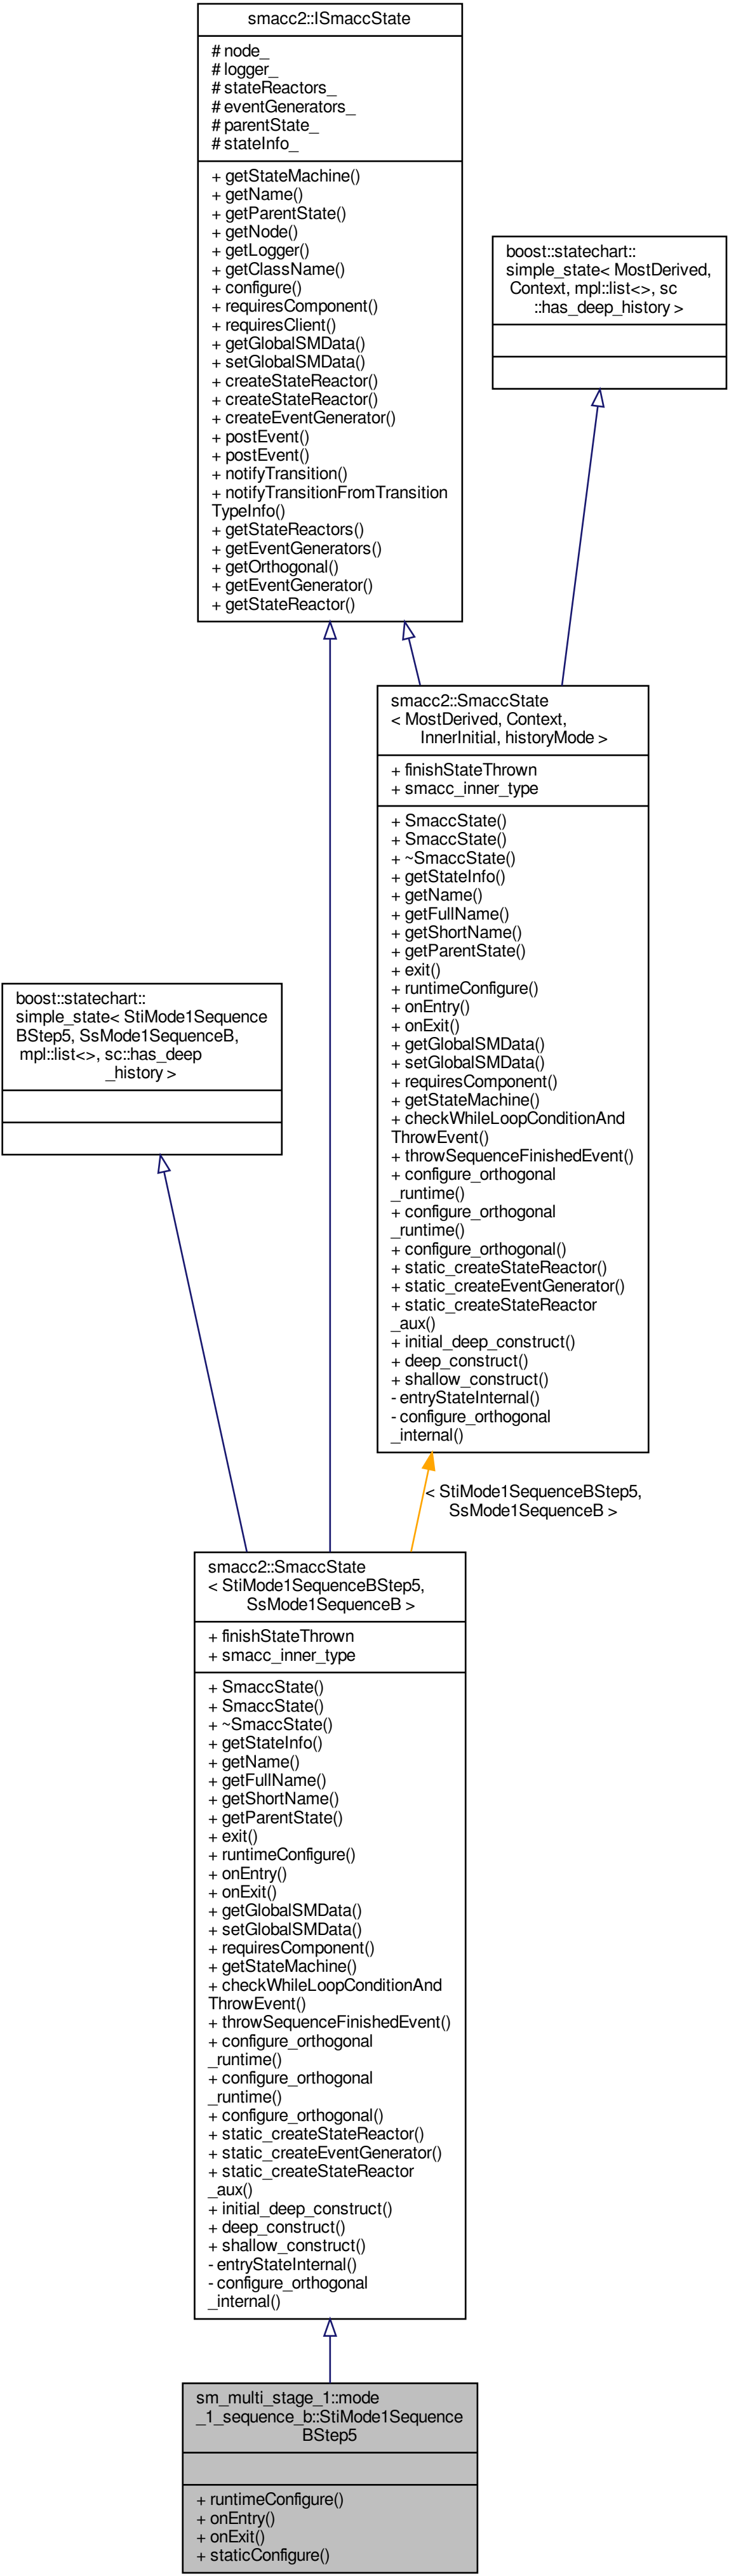 smacc2::ISmaccState
# node_
# logger_
# stateReactors_
# eventGenerators_
# parentState_
# stateInfo_
+ getStateMachine()
+ getName()
+ getParentState()
+ getNode()
+ getLogger()
+ getClassName()
+ configure()
+ requiresComponent()
+ requiresClient()
+ getGlobalSMData()
+ setGlobalSMData()
+ createStateReactor()
+ createStateReactor()
+ createEventGenerator()
+ postEvent()
+ postEvent()
+ notifyTransition()
+ notifyTransitionFromTransition
TypeInfo()
+ getStateReactors()
+ getEventGenerators()
+ getOrthogonal()
+ getEventGenerator()
+ getStateReactor()
boost::statechart::
simple_state< MostDerived,
Context, mpl::list<>, sc
::has_deep_history >
smacc2::SmaccState
< MostDerived, Context,
InnerInitial, historyMode >
+ finishStateThrown
+ smacc_inner_type
+ SmaccState()
+ SmaccState()
+ ~SmaccState()
+ getStateInfo()
+ getName()
+ getFullName()
+ getShortName()
+ getParentState()
+ exit()
+ runtimeConfigure()
+ onEntry()
+ onExit()
+ getGlobalSMData()
+ setGlobalSMData()
+ requiresComponent()
+ getStateMachine()
+ checkWhileLoopConditionAnd
ThrowEvent()
+ throwSequenceFinishedEvent()
+ configure_orthogonal
_runtime()
+ configure_orthogonal
_runtime()
+ configure_orthogonal()
+ static_createStateReactor()
+ static_createEventGenerator()
+ static_createStateReactor
_aux()
+ initial_deep_construct()
+ deep_construct()
+ shallow_construct()
- entryStateInternal()
- configure_orthogonal
_internal()
boost::statechart::
simple_state< StiMode1Sequence
BStep5, SsMode1SequenceB,
mpl::list<>, sc::has_deep
_history >
< StiMode1SequenceBStep5,
SsMode1SequenceB >
smacc2::SmaccState
< StiMode1SequenceBStep5,
SsMode1SequenceB >
+ finishStateThrown
+ smacc_inner_type
+ SmaccState()
+ SmaccState()
+ ~SmaccState()
+ getStateInfo()
+ getName()
+ getFullName()
+ getShortName()
+ getParentState()
+ exit()
+ runtimeConfigure()
+ onEntry()
+ onExit()
+ getGlobalSMData()
+ setGlobalSMData()
+ requiresComponent()
+ getStateMachine()
+ checkWhileLoopConditionAnd
ThrowEvent()
+ throwSequenceFinishedEvent()
+ configure_orthogonal
_runtime()
+ configure_orthogonal
_runtime()
+ configure_orthogonal()
+ static_createStateReactor()
+ static_createEventGenerator()
+ static_createStateReactor
_aux()
+ initial_deep_construct()
+ deep_construct()
+ shallow_construct()
- entryStateInternal()
- configure_orthogonal
_internal()
sm_multi_stage_1::mode
_1_sequence_b::StiMode1Sequence
BStep5
+ runtimeConfigure()
+ onEntry()
+ onExit()
+ staticConfigure()